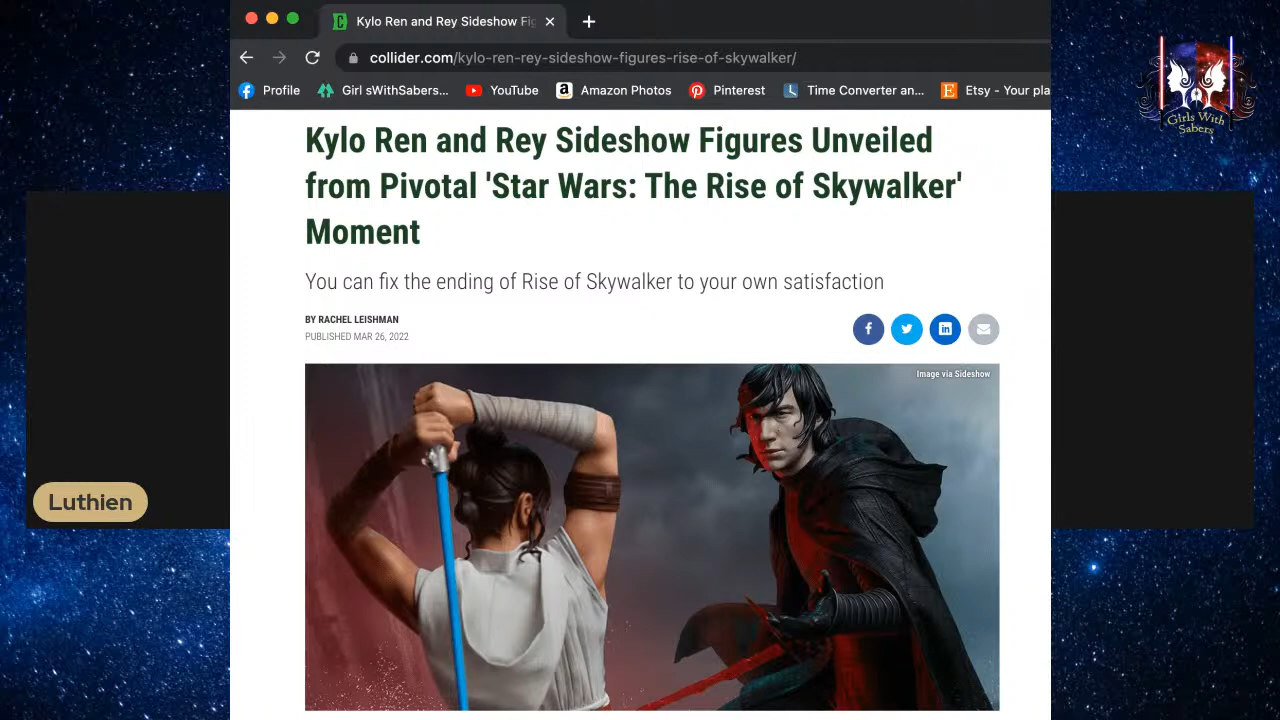 Kylo Ren and Rey Sideshow Fig
collider.com/kylo-ren-rey-sideshow-figures-rise-of-skywalker/
Profile
Girl sWithSabers...
YouTube
Amazon Photos
Pinterest
Time Converter an...
Etsy - Your pla
Girls With
Sabers
Kylo Ren and Rey Sideshow Figures Unveiled
from Pivotal 'Star Wars: The Rise of Skywalker'
Moment
You can fix the ending of Rise of Skywalker to your own satisfaction
BY RACHEL LEISHMAN
PUBLISHED MAR 26, 2022
Image via Sideshow
Luthien